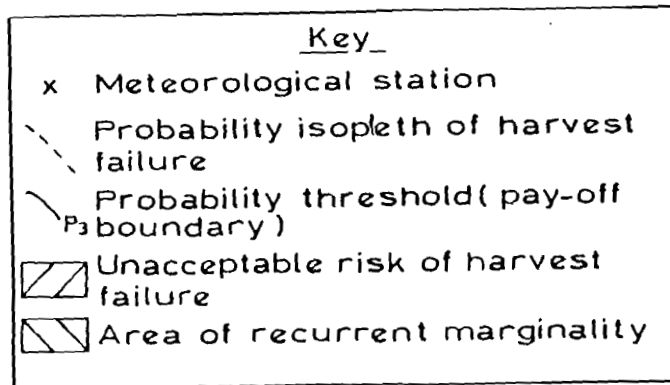 Key
x Meteorological station
Probability isopleth of harvest
failure
Probability threshold (pay-off
P3 boundary)
Unacceptable risk of harvest
failure
Area of recurrent marginality